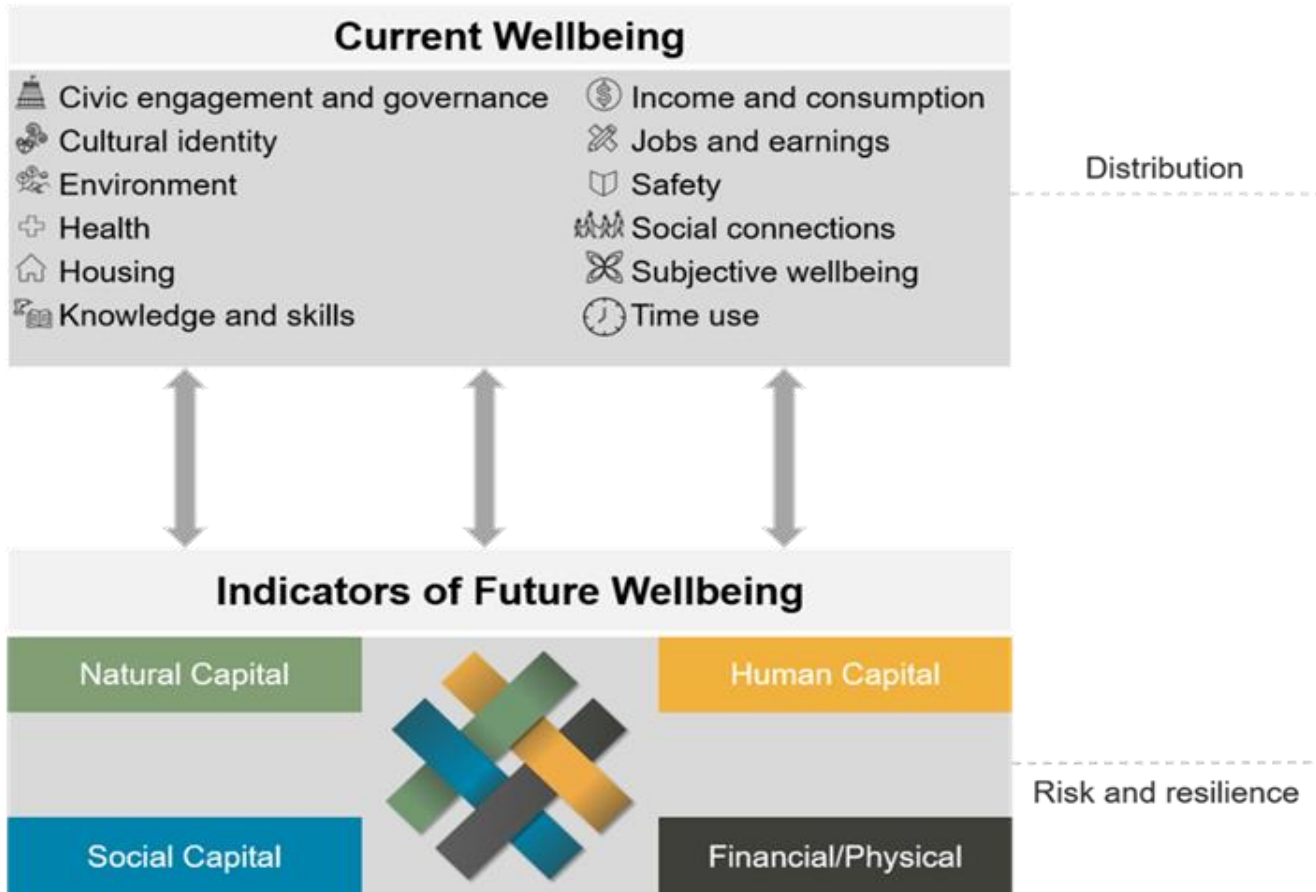 Current Wellbeing
Civic engagement and governance
Cultural identity
Environment
Health
Housing
Knowledge and skills
Income and consumption
Jobs and earnings
Safety
Social connections
Subjective wellbeing
Time use
Distribution
Indicators of Future Wellbeing
Natural Capital
Human Capital
Social Capital
Financial/Physical
Risk and resilience